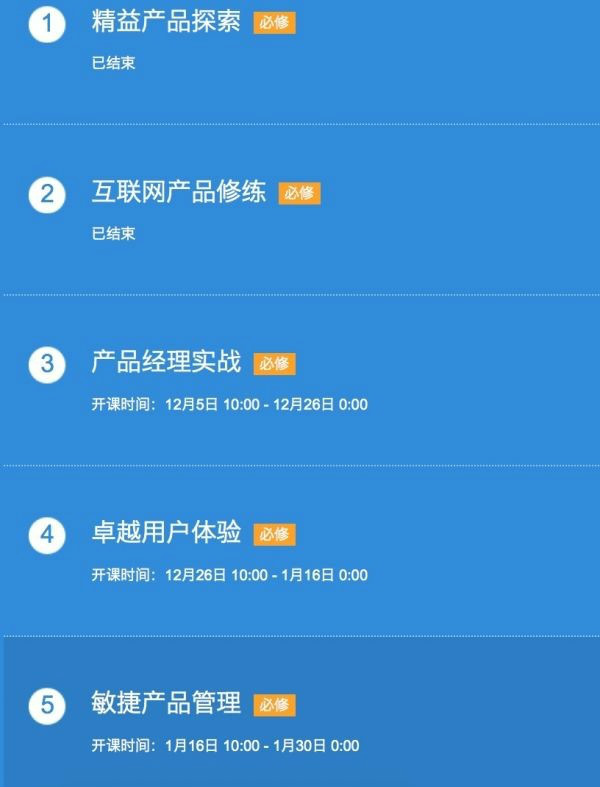 1 精益产品探索 必修
已结束
2 互联网产品修练 必修
已结束
3 产品经理实战 必修
开课时间：12月5日 10:00 - 12月26日 0:00
4 卓越用户体验 必修
开课时间：12月26日 10:00 - 1月16日 0:00
5 敏捷产品管理 必修
开课时间：1月16日 10:00 - 1月30日 0:00